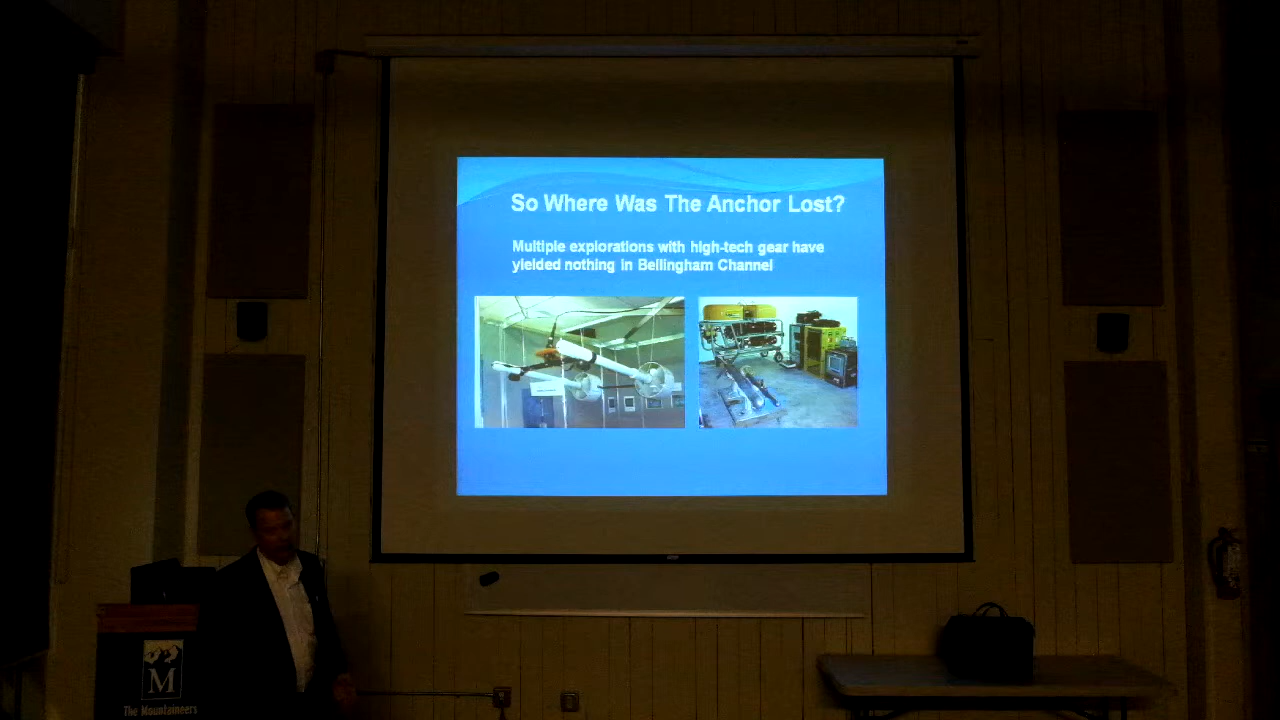 So Where Was The Anchor Lost?
Multiple explorations with high-tech gear have
yielded nothing in Bellingham Channel
M
The Mountaineers